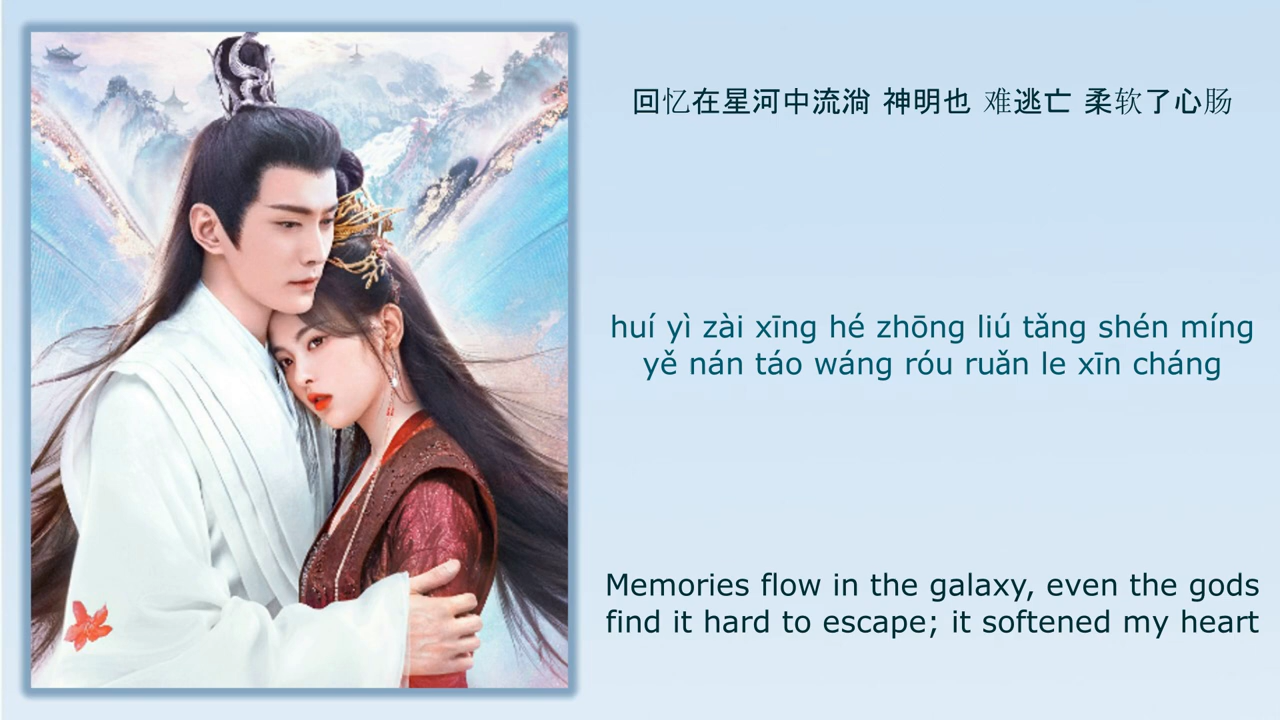 回忆在星河中流淌 神明也 难逃亡 柔软了心肠
huí yì zài xīng hé zhōng liú tǎng shén míng
yě nán táo wáng róu ruǎn le xīn cháng
Memories flow in the galaxy, even the gods
find it hard to escape; it softened my heart